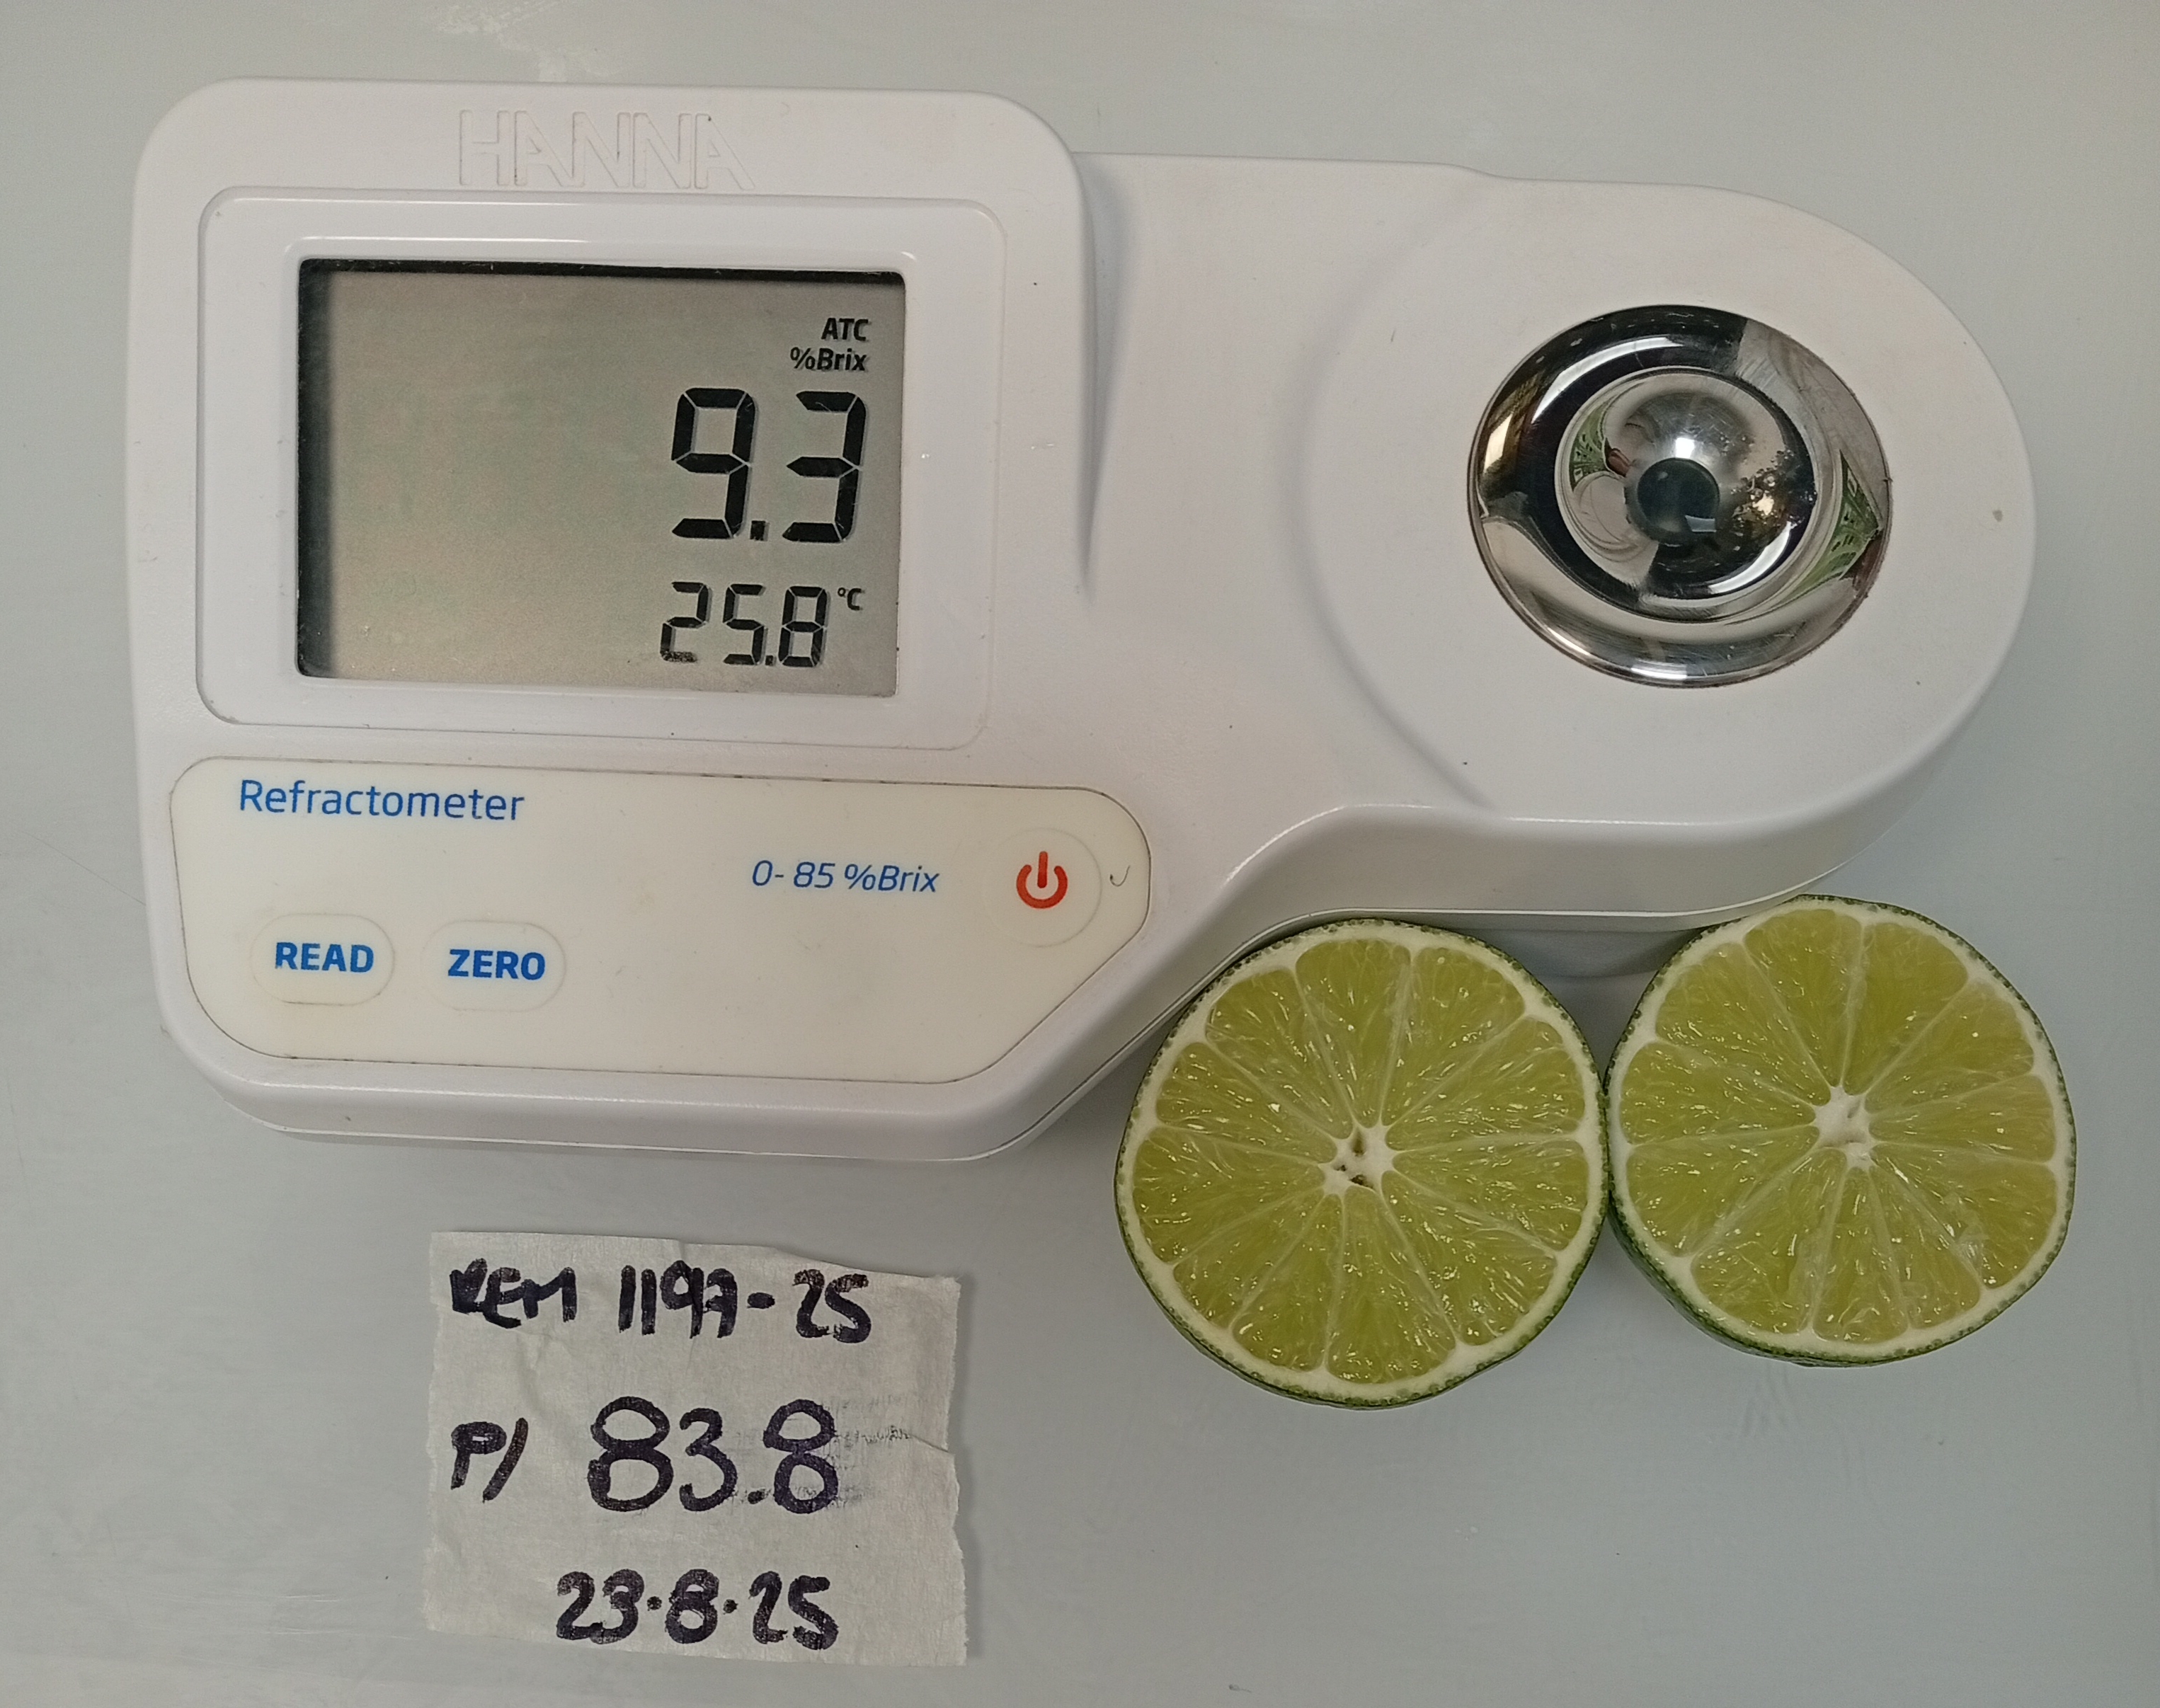 HANNA
ATC
%Brix
9.3
25.8 °C
Refractometer
0- 85 %Brix
READ
ZERO
REM 1197-25
P/ 83.8
23.8.25